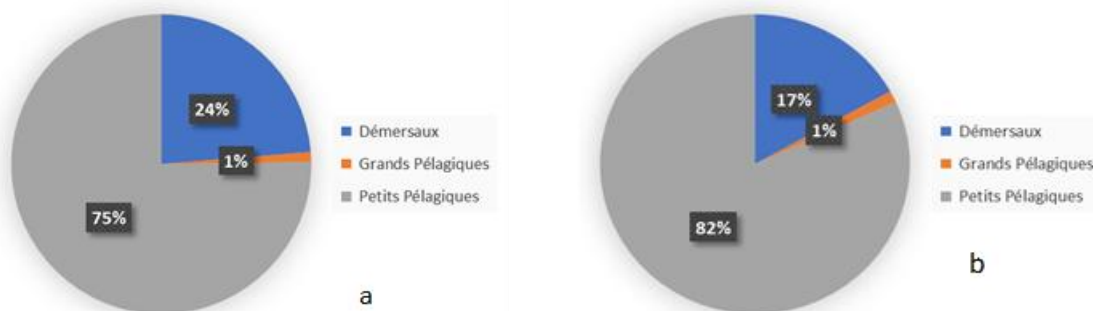 24%
1%
75%
Démersaux
Grands Pélagiques
Petits Pélagiques
a
17%
1%
82%
Démersaux
Grands Pélagiques
Petits Pélagiques
b